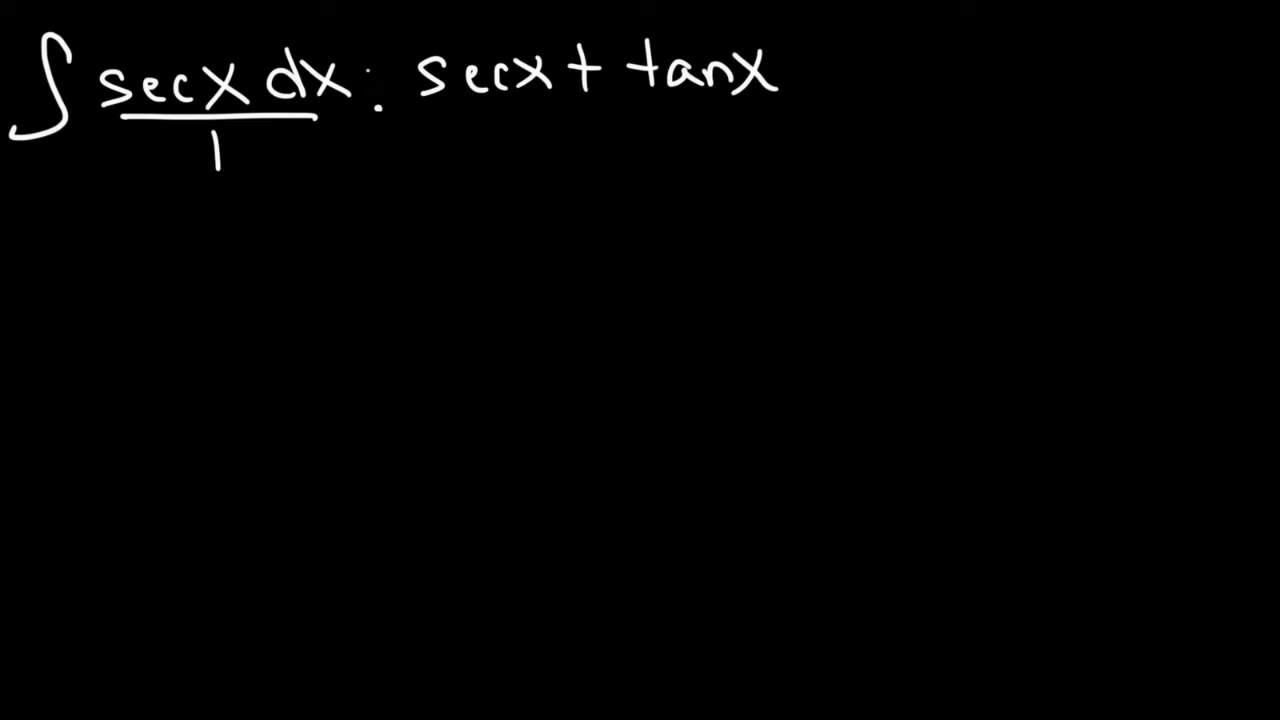 ∫ secx dx : secx + tanx
1